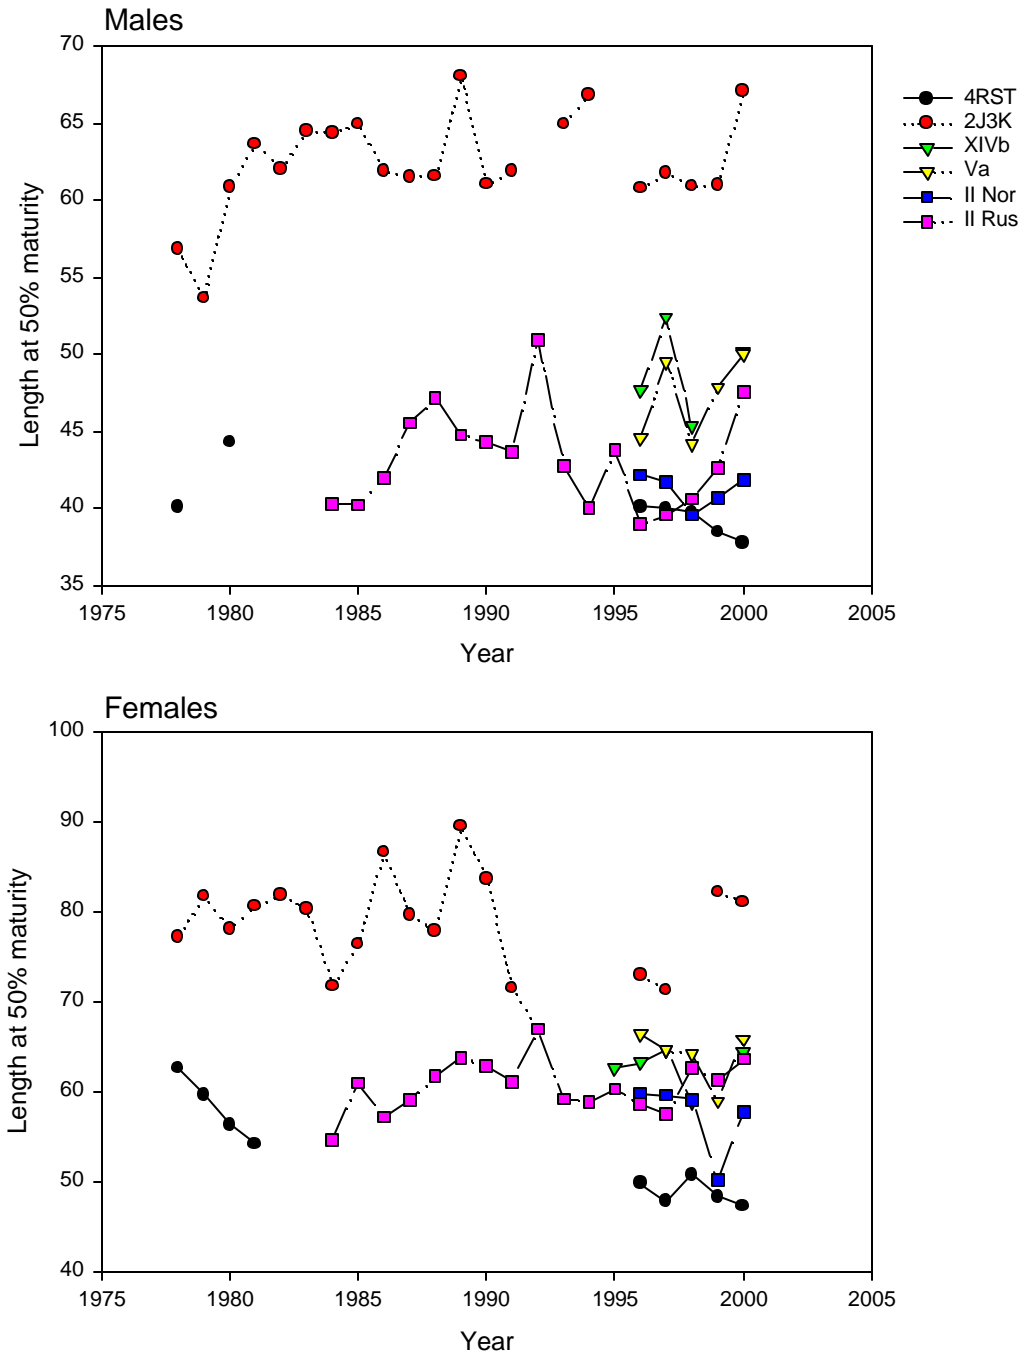 Males
70
65
60
55
50
45
40
35
Length at 50% maturity
1975 1980 1985 1990 1995 2000 2005
Year
4RST
2J3K
XIVb
Va
II Nor
II Rus
Females
100
90
80
70
60
50
40
Length at 50% maturity
1975 1980 1985 1990 1995 2000 2005
Year